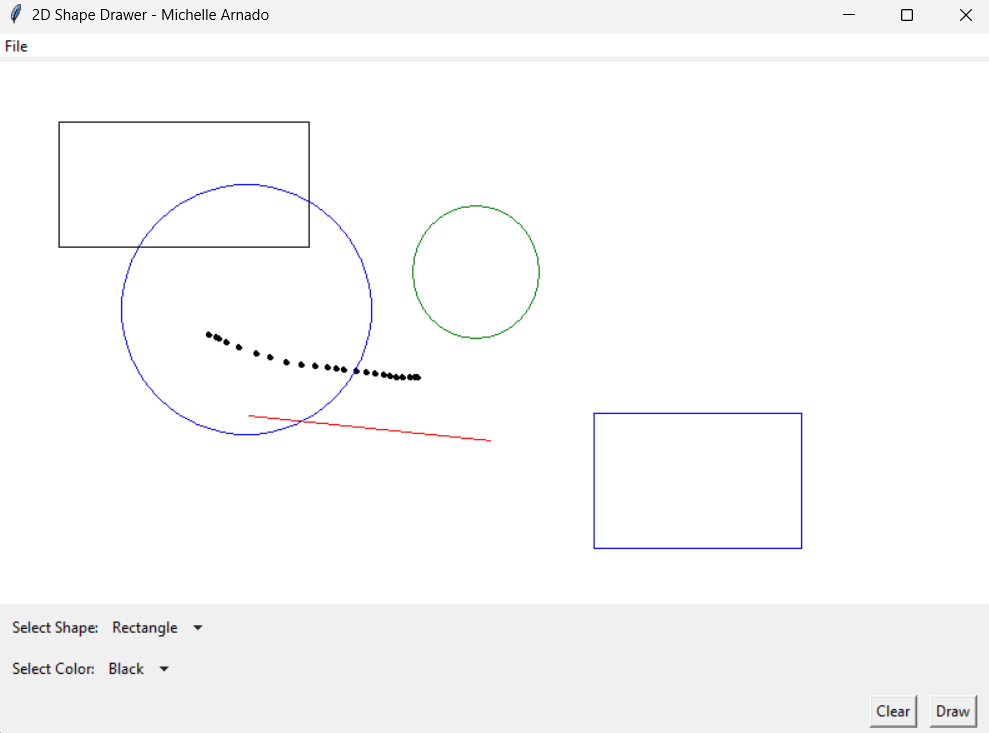 2D Shape Drawer - Michelle Arnado
File
Select Shape: Rectangle
Select Color: Black
Clear Draw